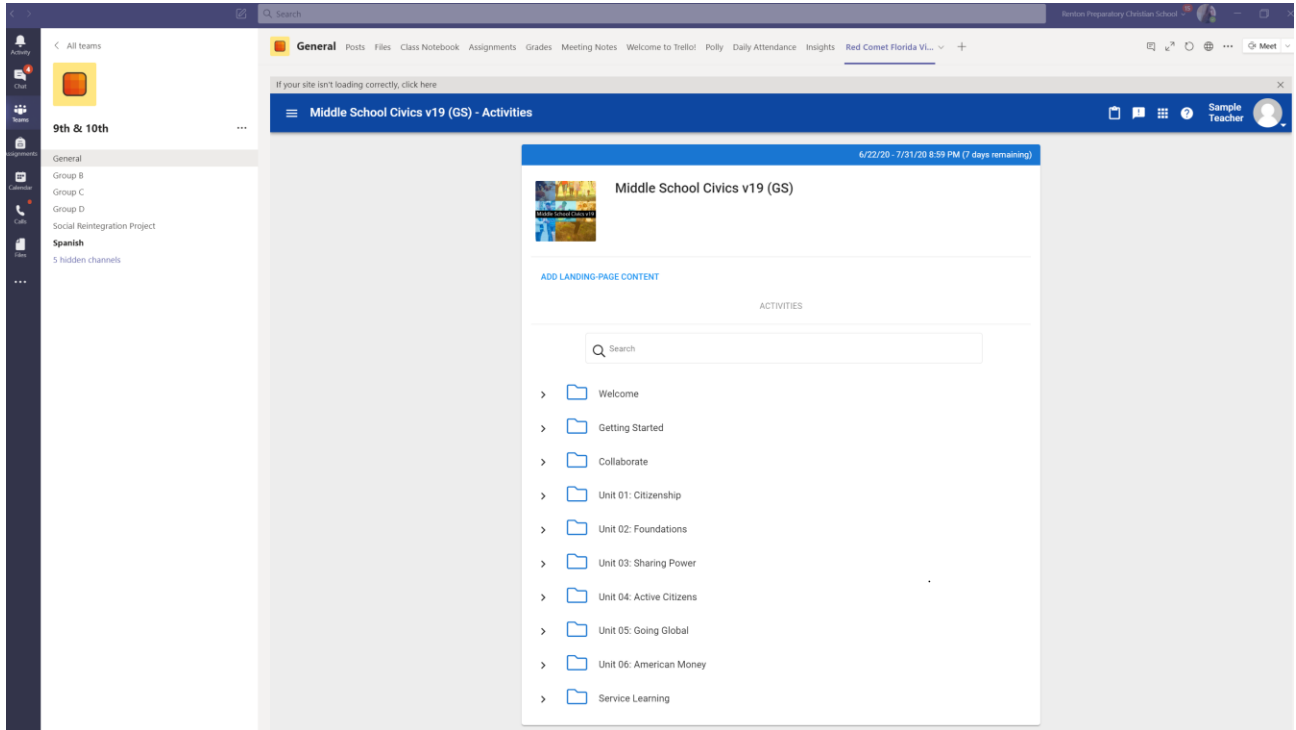 Search
Renton Preparatory Christian School
Activity
Chat
Teams
Assignments
Calendar
Calls
Files
All teams
9th & 10th
General
Group B
Group C
Group D
Social Reintegration Project
Spanish
5 hidden channels
General Posts Files Class Notebook Assignments Grades Meeting Notes Welcome to Trello! Polly Daily Attendance Insights Red Comet Florida Vi...
Meet
If your site isn't loading correctly, click here
Middle School Civics v19 (GS) - Activities
Sample
Teacher
6/22/20 - 7/31/20 8:59 PM (7 days remaining)
Middle School Civics v19
Middle School Civics v19 (GS)
ADD LANDING-PAGE CONTENT
ACTIVITIES
Search
Welcome
Getting Started
Collaborate
Unit 01: Citizenship
Unit 02: Foundations
Unit 03: Sharing Power
Unit 04: Active Citizens
Unit 05: Going Global
Unit 06: American Money
Service Learning